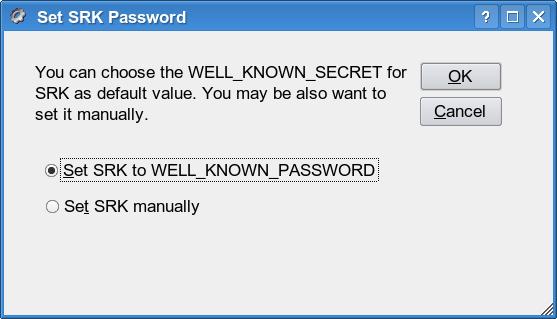 Set SRK Password
You can choose the WELL_KNOWN_SECRET for
SRK as default value. You may be also want to
set it manually.
OK
Cancel
Set SRK to WELL_KNOWN_PASSWORD
Set SRK manually